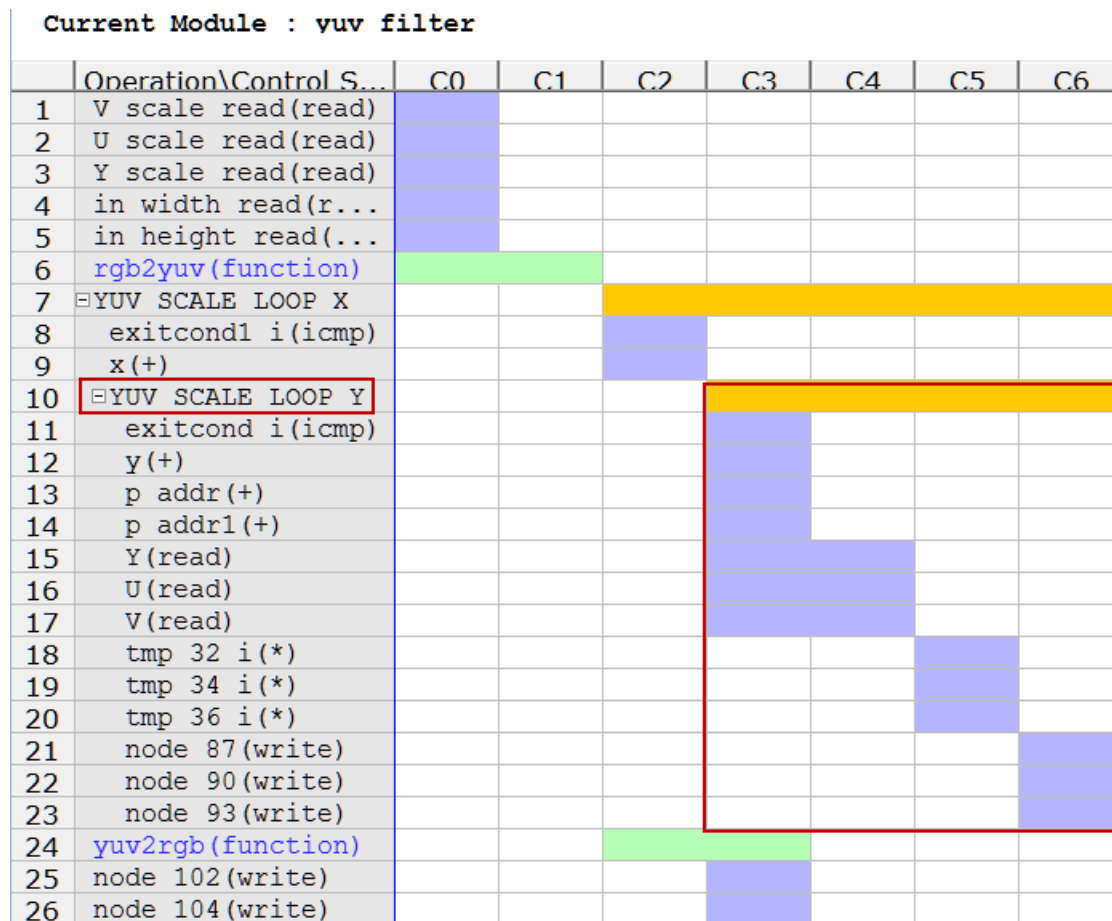 Current Module : yuv filter
Operation\Control S... C0 C1 C2 C3 C4 C5 C6
1 V scale read(read)
2 U scale read(read)
3 Y scale read(read)
4 in width read(r...
5 in height read(...
6 rgb2yuv(function)
7 YUV SCALE LOOP X
8 exitcond1 i(icmp)
9 x(+)
10 YUV SCALE LOOP Y
11 exitcond i(icmp)
12 y(+)
13 p addr(+)
14 p addr1(+)
15 Y(read)
16 U(read)
17 V(read)
18 tmp 32 i(*)
19 tmp 34 i(*)
20 tmp 36 i(*)
21 node 87(write)
22 node 90(write)
23 node 93(write)
24 yuv2rgb(function)
25 node 102(write)
26 node 104(write)